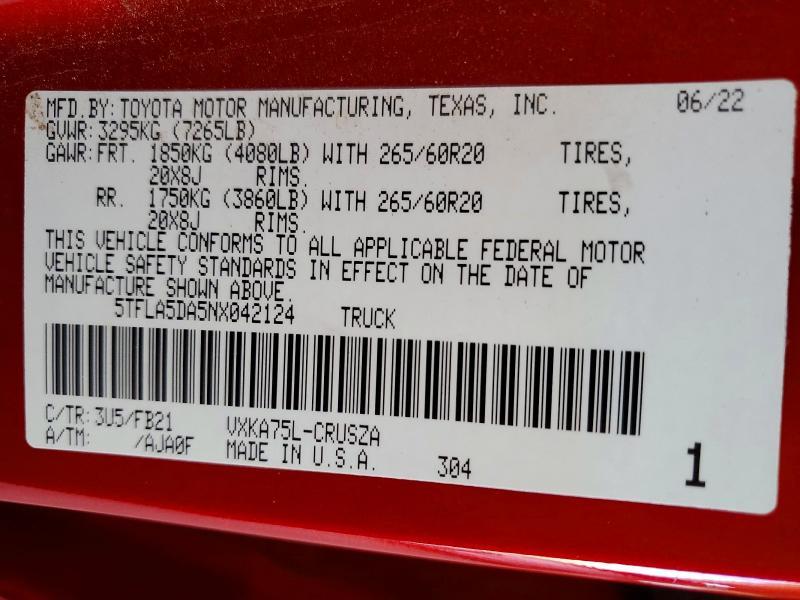 MFD.BY: TOYOTA MOTOR MANUFACTURING, TEXAS, INC. 06/22
GVWR: 3295KG (7265LB)
GAWR: FRT. 1850KG (4080LB) WITH 265/60R20 TIRES,
20X8J RIMS.
RR. 1750KG (3860LB) WITH 265/60R20 TIRES,
20X8J RIMS.
THIS VEHICLE CONFORMS TO ALL APPLICABLE FEDERAL MOTOR
VEHICLE SAFETY STANDARDS IN EFFECT ON THE DATE OF
MANUFACTURE SHOWN ABOVE.
5TFLA5DA5NX042124 TRUCK
C/TR: 3U5/FB21 VXKA75L-CRUSZA
A/TM: /AJA0F MADE IN U.S.A. 304 1